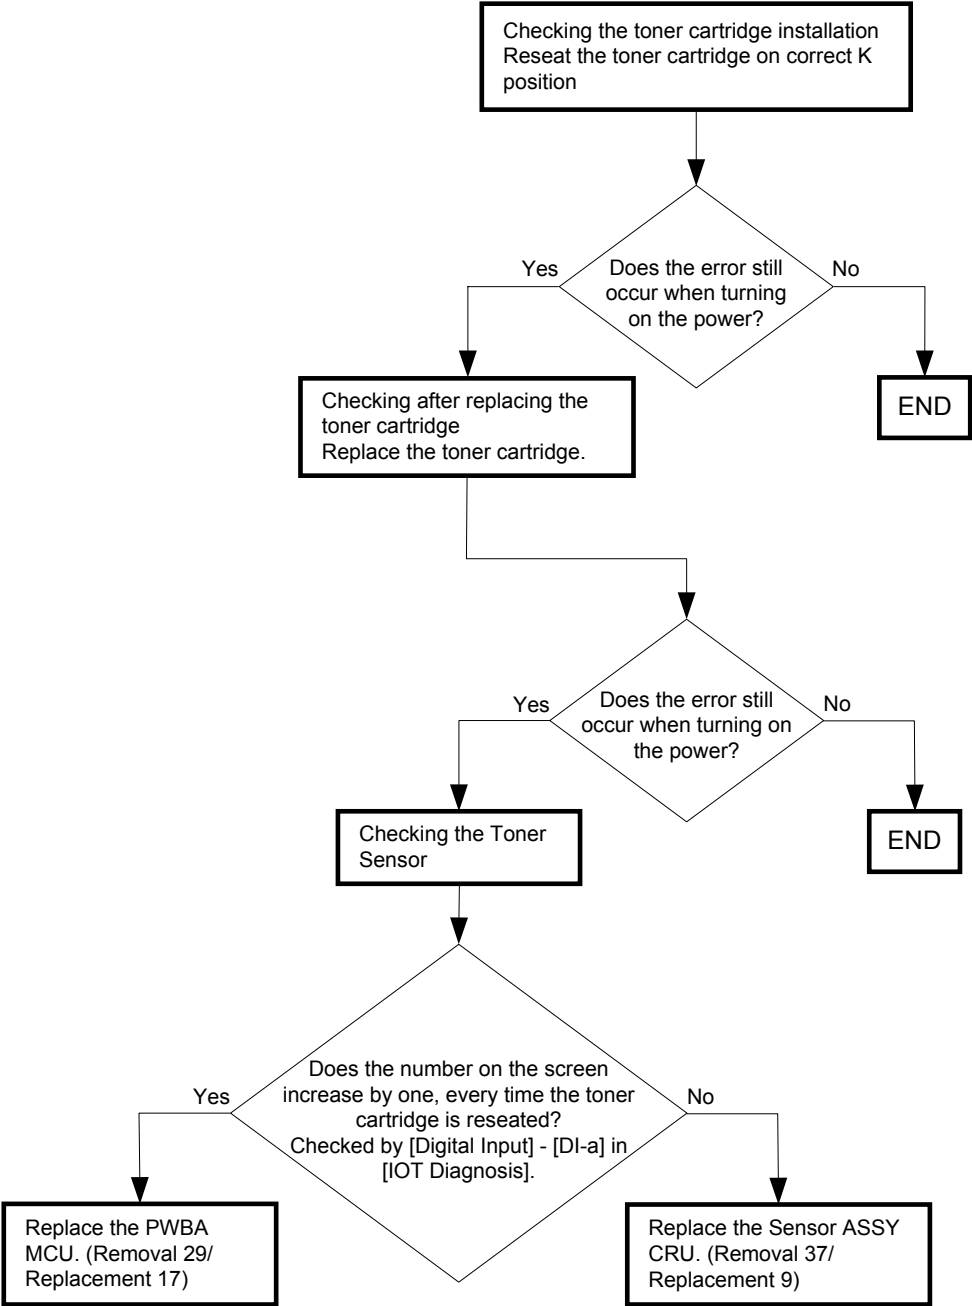 Checking the toner cartridge installation
Reseat the toner cartridge on correct K
position
Yes
Does the error still
occur when turning
on the power?
No
Checking after replacing the
toner cartridge
Replace the toner cartridge.
END
Yes
Does the error still
occur when turning on
the power?
No
Checking the Toner
Sensor
END
Yes
Does the number on the screen
increase by one, every time the toner
cartridge is reseated?
Checked by [Digital Input] - [DI-a] in
[IOT Diagnosis].
No
Replace the PWBA
MCU. (Removal 29/
Replacement 17)
Replace the Sensor ASSY
CRU. (Removal 37/
Replacement 9)